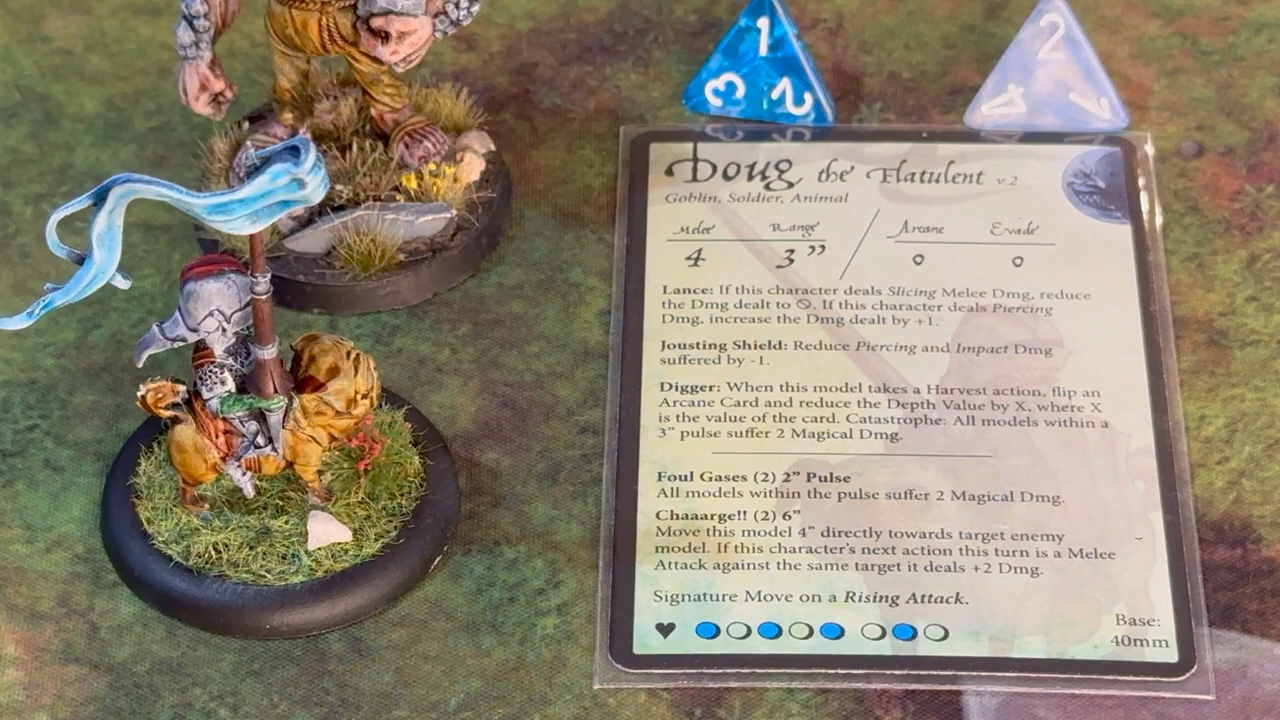 1
3 2
2
4 1
Doug the Flatulent v.2
Goblin, Soldier, Animal
Melee Range Arcane Evade
4 3” 0 0
Lance: If this character deals Slicing Melee Dmg, reduce
the Dmg dealt to ⦸. If this character deals Piercing
Dmg, increase the Dmg dealt by +1.
Jousting Shield: Reduce Piercing and Impact Dmg
suffered by -1.
Digger: When this model takes a Harvest action, flip an
Arcane Card and reduce the Depth Value by X, where X
is the value of the card. Catastrophe: All models within a
3” pulse suffer 2 Magical Dmg.
Foul Gases (2) 2” Pulse
All models within the pulse suffer 2 Magical Dmg.
Chaaarge!! (2) 6”
Move this model 4” directly towards target enemy
model. If this character’s next action this turn is a Melee
Attack against the same target it deals +2 Dmg.
Signature Move on a Rising Attack.
Base:
40mm